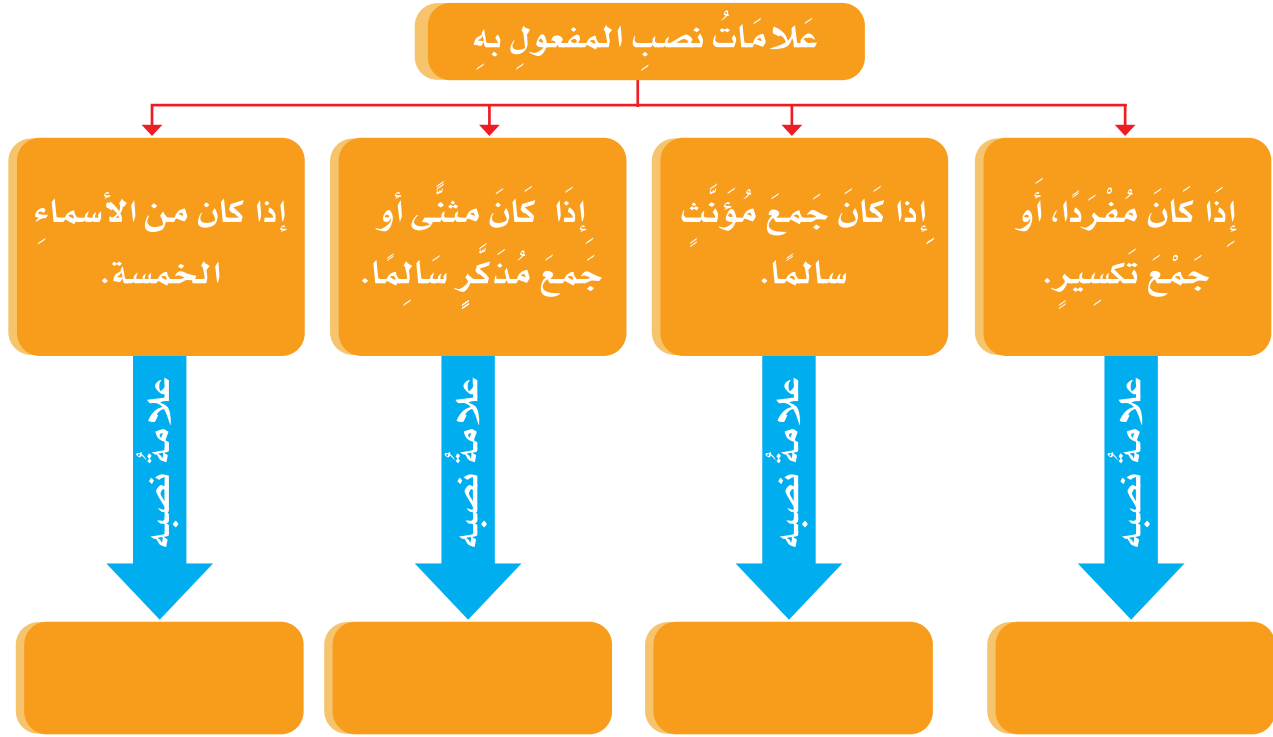 عَلامَاتُ نصبِ المفعولِ بهِ
إِذَا كَانَ مُفْرَدًا، أَو
جَمْعَ تَكسِيرٍ.
إِذا كَانَ جَمعَ مُؤَنَّثٍ
سالمًا.
إِذَا كَانَ مثنًّى أو
جَمعَ مُذَكَّرٍ سَالِمًا.
إذا كان من الأسماءِ
الخمسة.
علامةُ نصبه
علامةُ نصبه
علامةُ نصبه
علامةُ نصبه